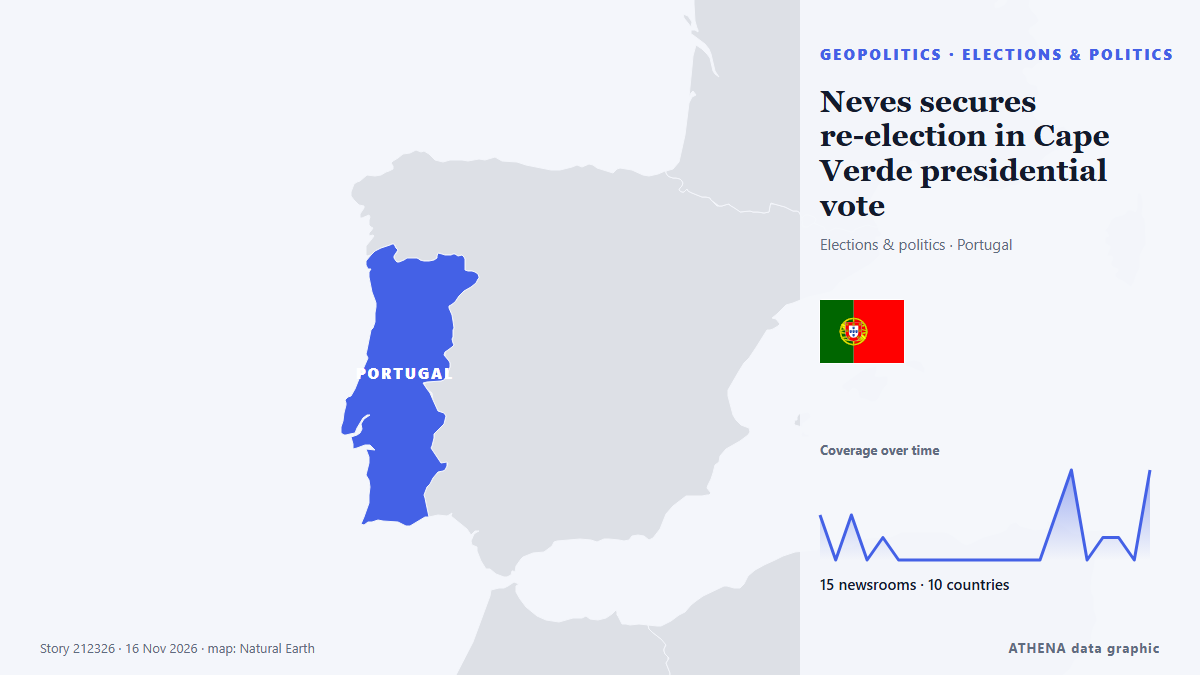 GEOPOLITICS · ELECTIONS & POLITICS
Neves secures
re-election in Cape
Verde presidential
vote
Elections & politics · Portugal
PORTUGAL
Coverage over time
15 newsrooms · 10 countries
Story 212326 · 16 Nov 2026 · map: Natural Earth
ATHENA data graphic